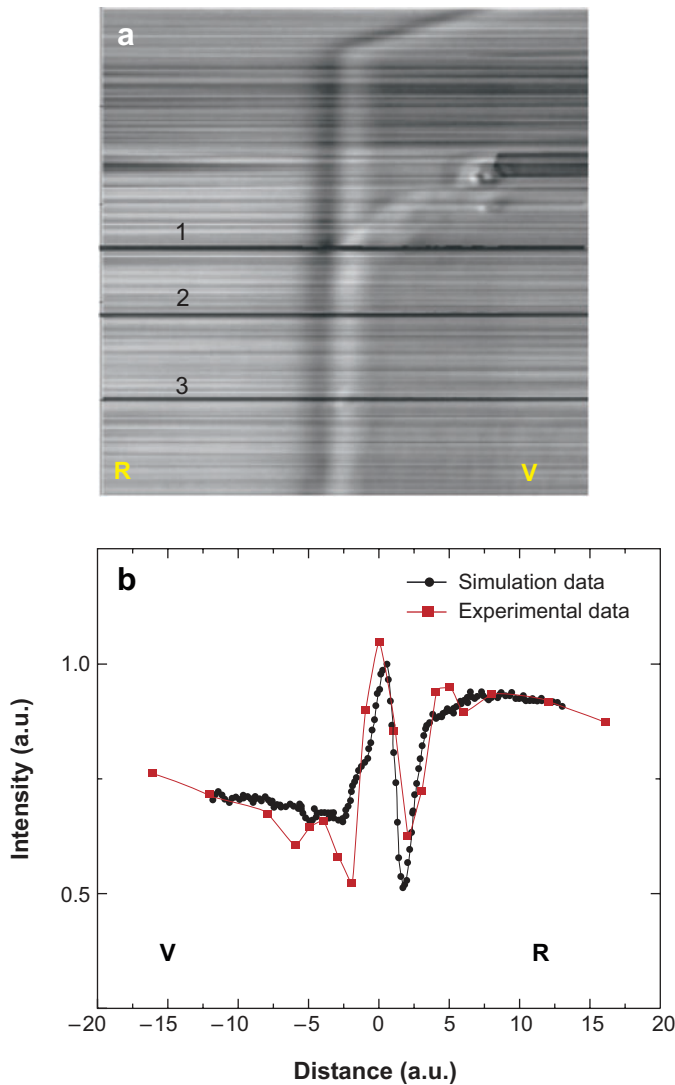 a
1
2
3
R V
b
Simulation data
Experimental data
1.0
0.5
Intensity (a.u.)
V R
–20 –15 –10 –5 0 5 10 15 20
Distance (a.u.)